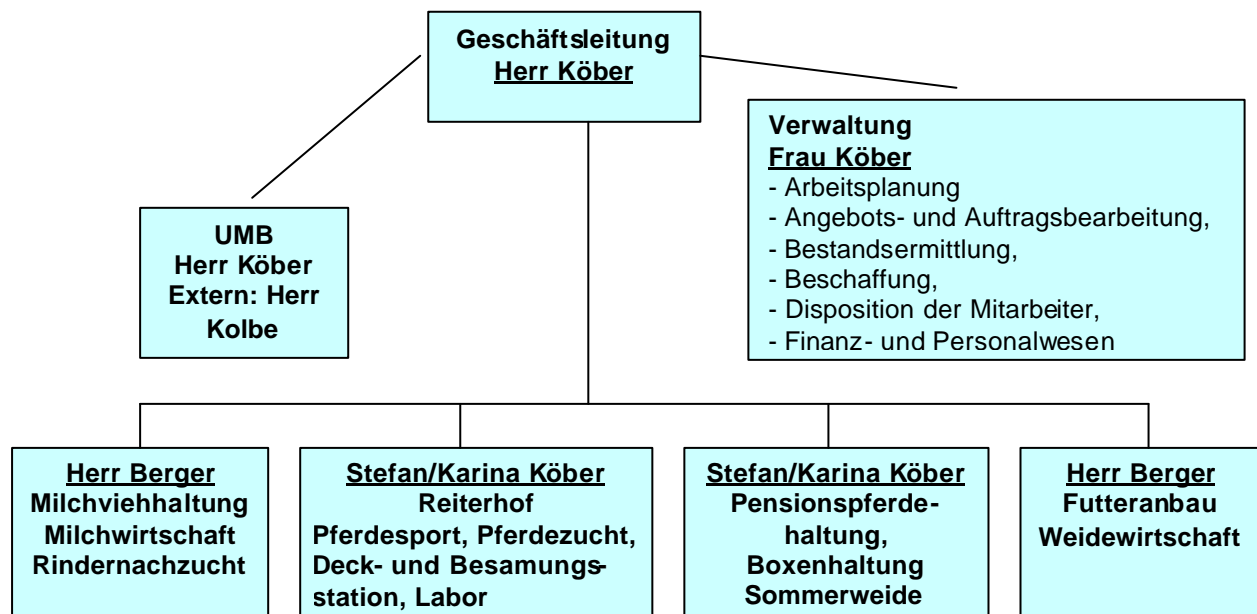 Geschäftsleitung
Herr Köber
Verwaltung
Frau Köber
- Arbeitsplanung
- Angebots- und Auftragsbearbeitung,
- Bestandsermittlung,
- Beschaffung,
- Disposition der Mitarbeiter,
- Finanz- und Personalwesen
UMB
Herr Köber
Extern: Herr
Kolbe
Herr Berger
Milchviehhaltung
Milchwirtschaft
Rindernachzucht
Stefan/Karina Köber
Reiterhof
Pferdesport, Pferdezucht,
Deck- und Besamungs-
station, Labor
Stefan/Karina Köber
Pensionspferde-
haltung,
Boxenhaltung
Sommerweide
Herr Berger
Futteranbau
Weidewirtschaft